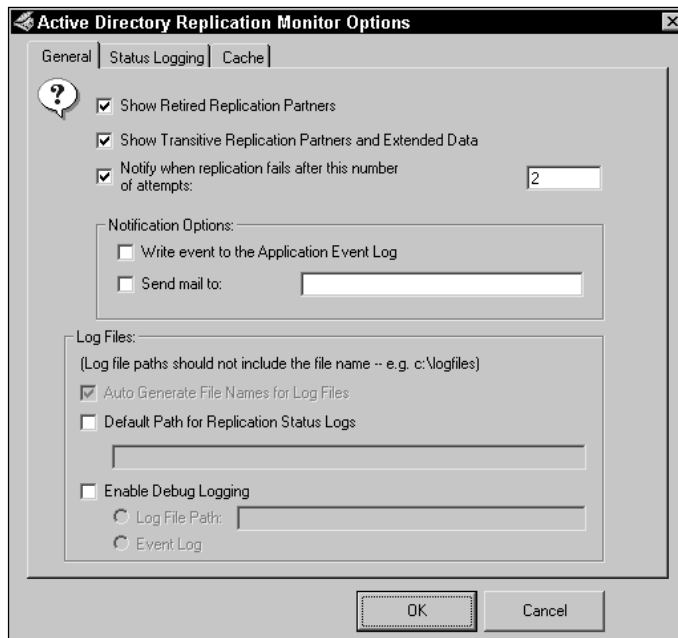 Active Directory Replication Monitor Options
General
Status Logging
Cache
?
Show Retired Replication Partners
Show Transitive Replication Partners and Extended Data
Notify when replication fails after this number
of attempts:
2
Notification Options:
Write event to the Application Event Log
Send mail to:
Log Files:
(Log file paths should not include the file name -- e.g. c:\logfiles)
Auto Generate File Names for Log Files
Default Path for Replication Status Logs
Enable Debug Logging
Log File Path:
Event Log
OK
Cancel